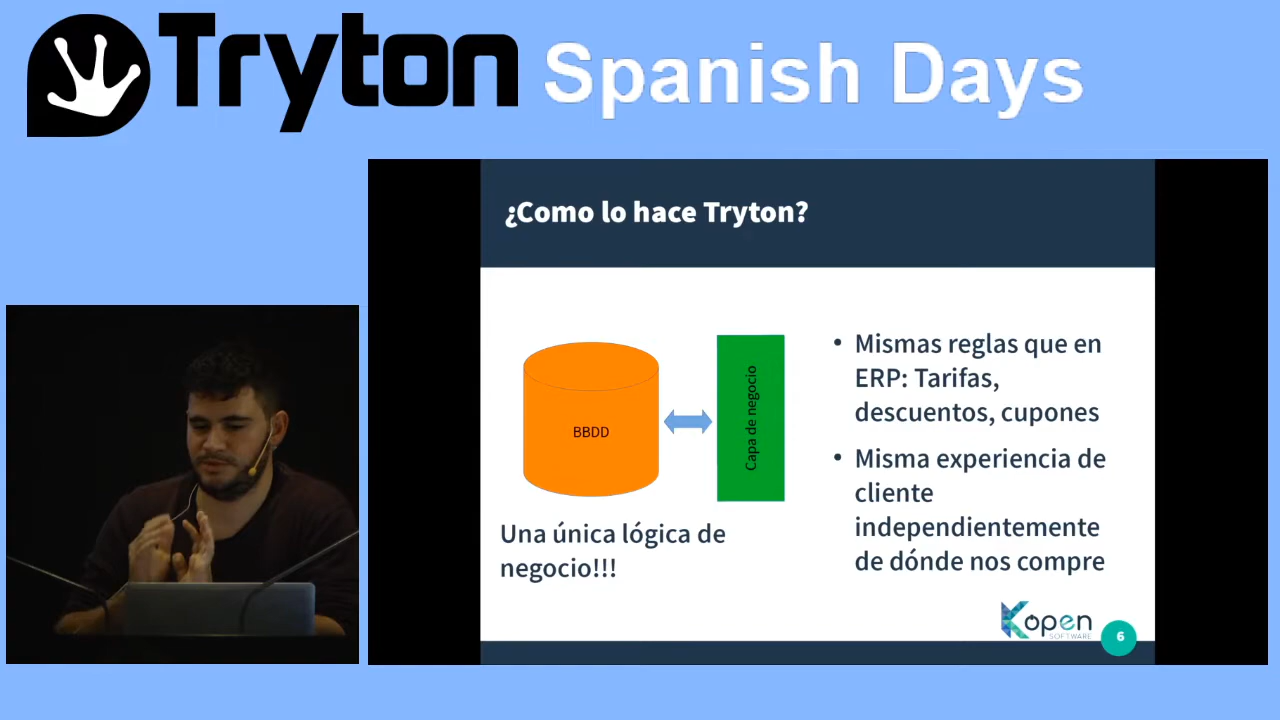 Tryton Spanish Days
¿Como lo hace Tryton?
BBDD
Capa de negocio
Una única lógica de
negocio!!!
• Mismas reglas que en
ERP: Tarifas,
descuentos, cupones
• Misma experiencia de
cliente
independientemente
de dónde nos compre
Kopen
SOFTWARE
6